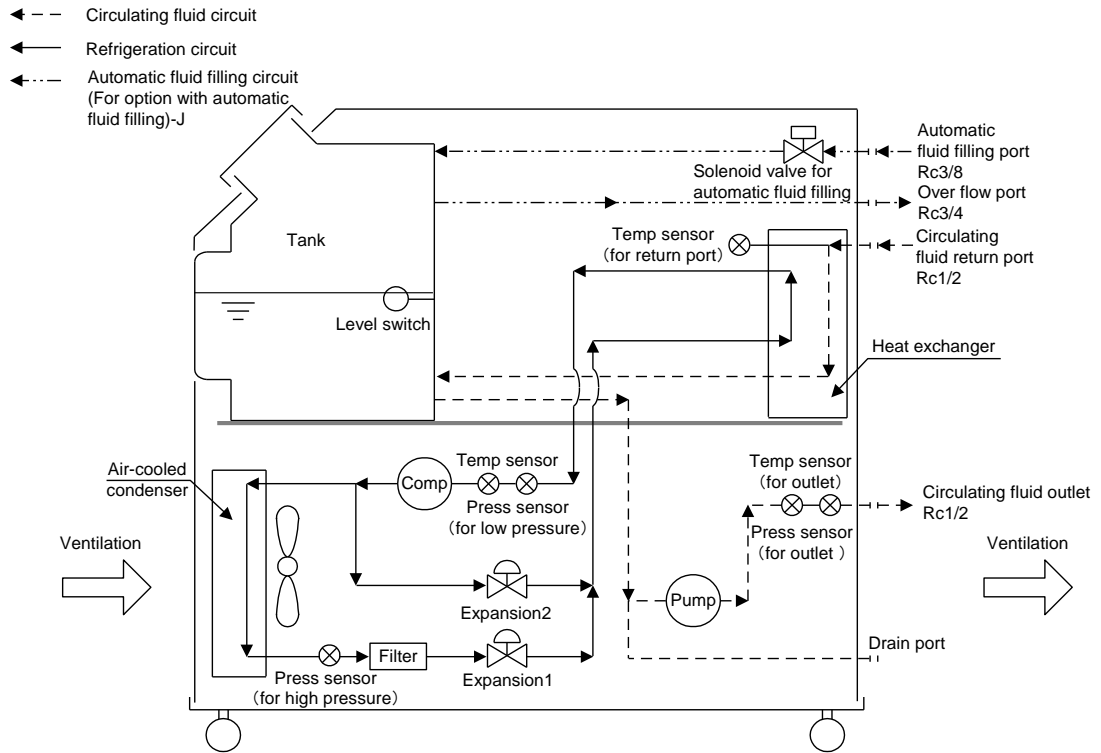 Circulating fluid circuit
Refrigeration circuit
Automatic fluid filling circuit
(For option with automatic
fluid filling)-J
Automatic
fluid filling port
Rc3/8
Solenoid valve for
automatic fluid filling
Over flow port
Rc3/4
Tank
Temp sensor
(for return port)
Circulating
fluid return port
Rc1/2
Level switch
Heat exchanger
Air-cooled
condenser
Comp
Temp sensor
Press sensor
(for low pressure)
Temp sensor
(for outlet)
Press sensor
(for outlet )
Circulating fluid outlet
Rc1/2
Ventilation
Ventilation
Expansion2
Pump
Filter
Expansion1
Press sensor
(for high pressure)
Drain port